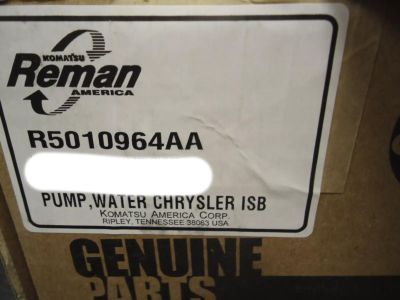 KOMATSU
Reman
AMERICA
R5010964AA
PUMP,WATER CHRYSLER ISB
KOMATSU AMERICA CORP.
RIPLEY, TENNESSEE 38063 USA
GENUINE
PARTS